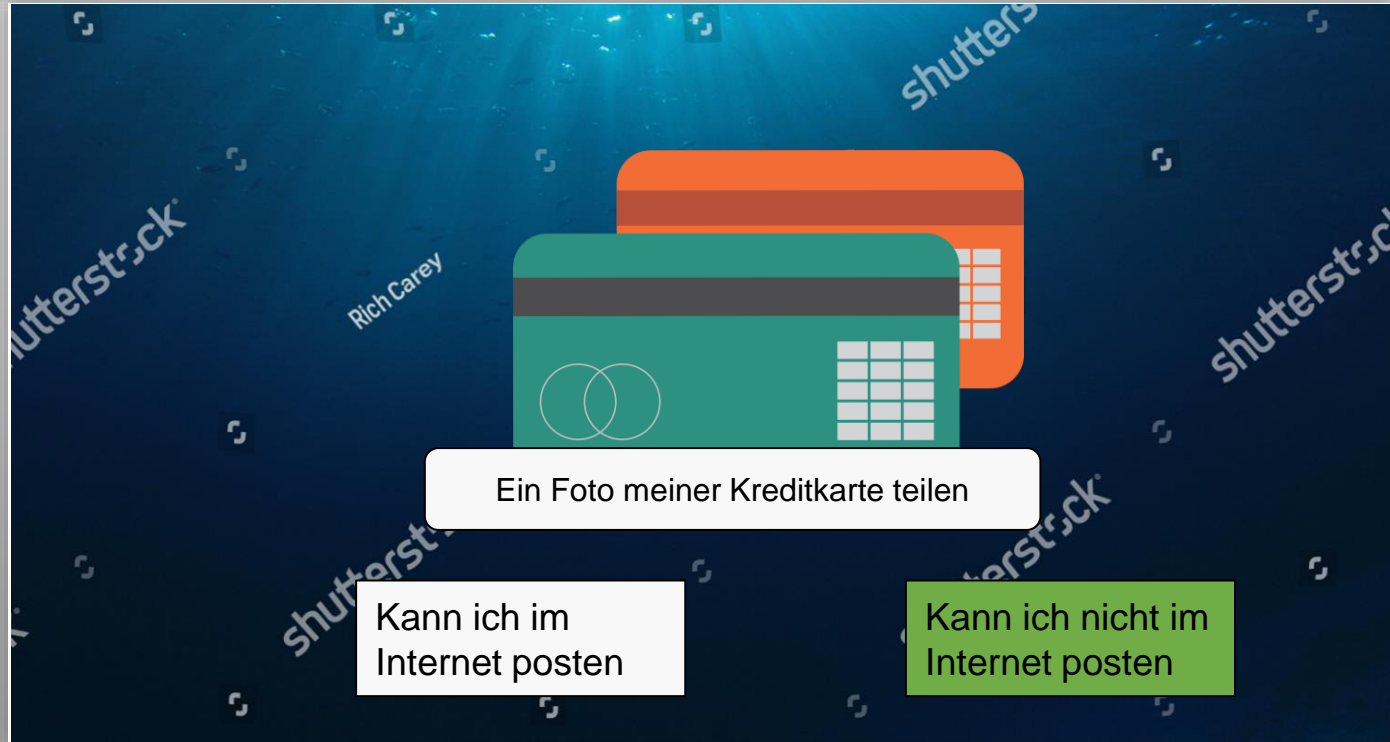 shutterstock
shutterstock
Rich Carey
shutterstock
Ein Foto meiner Kreditkarte teilen
shutterstock
shutterstock
Kann ich im
Internet posten
Kann ich nicht im
Internet posten